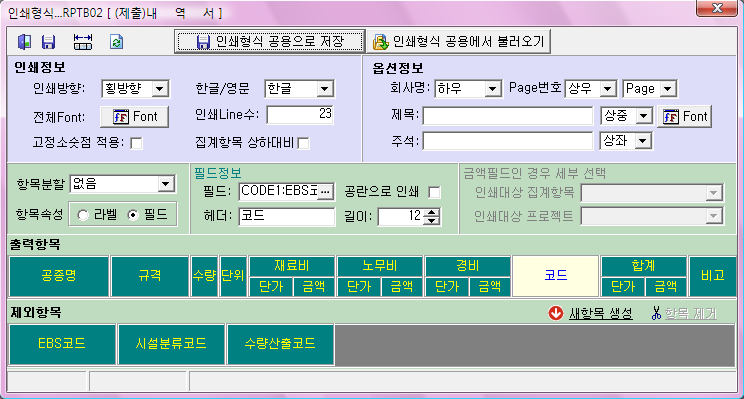 인쇄형식...RPTB02 [ (제출)내 역 서 ]
인쇄형식 공용으로 저장 인쇄형식 공용에서 불러오기
인쇄정보 옵션정보
인쇄방향: 횡방향 한글/영문 한글 회사명: 하우 Page번호 상우 Page
전체Font: Font 인쇄Line수: 23 제목: 상중 Font
고정소숫점 적용: 집계항목 상하대비 주석: 상좌
항목분할 없음 필드정보 금액필드인 경우 세부 선택
필드: CODE1:EBS코 ... 공란으로 인쇄 인쇄대상 집계항목
항목속성 라벨 필드 헤더: 코드 길이: 12 인쇄대상 프로젝트
출력항목
공종명 규격 수량 단위 재료비 노무비 경비 코드 합계 비고
단가 금액 단가 금액 단가 금액 단가 금액
제외항목 새항목 생성 항목 제거
EBS코드 시설분류코드 수량산출코드